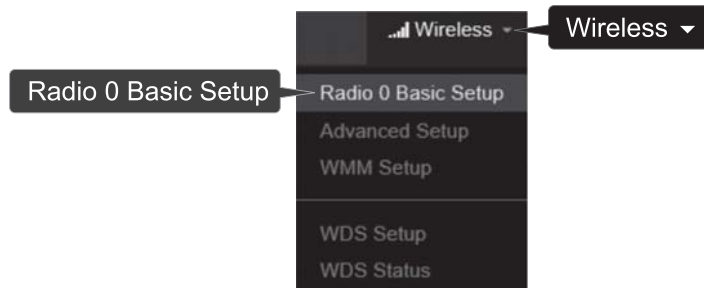 Wireless
Wireless
Radio 0 Basic Setup
Radio 0 Basic Setup
Advanced Setup
WMM Setup
WDS Setup
WDS Status